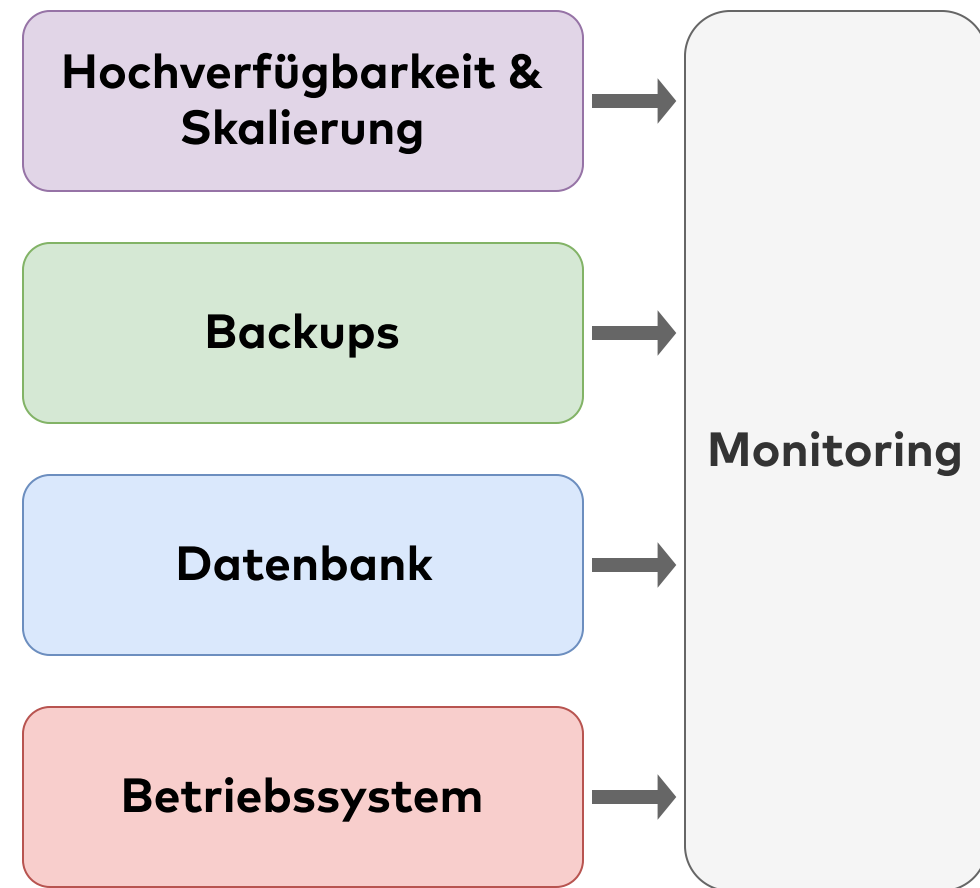 Hochverfügbarkeit &
Skalierung
Backups
Monitoring
Datenbank
Betriebssystem